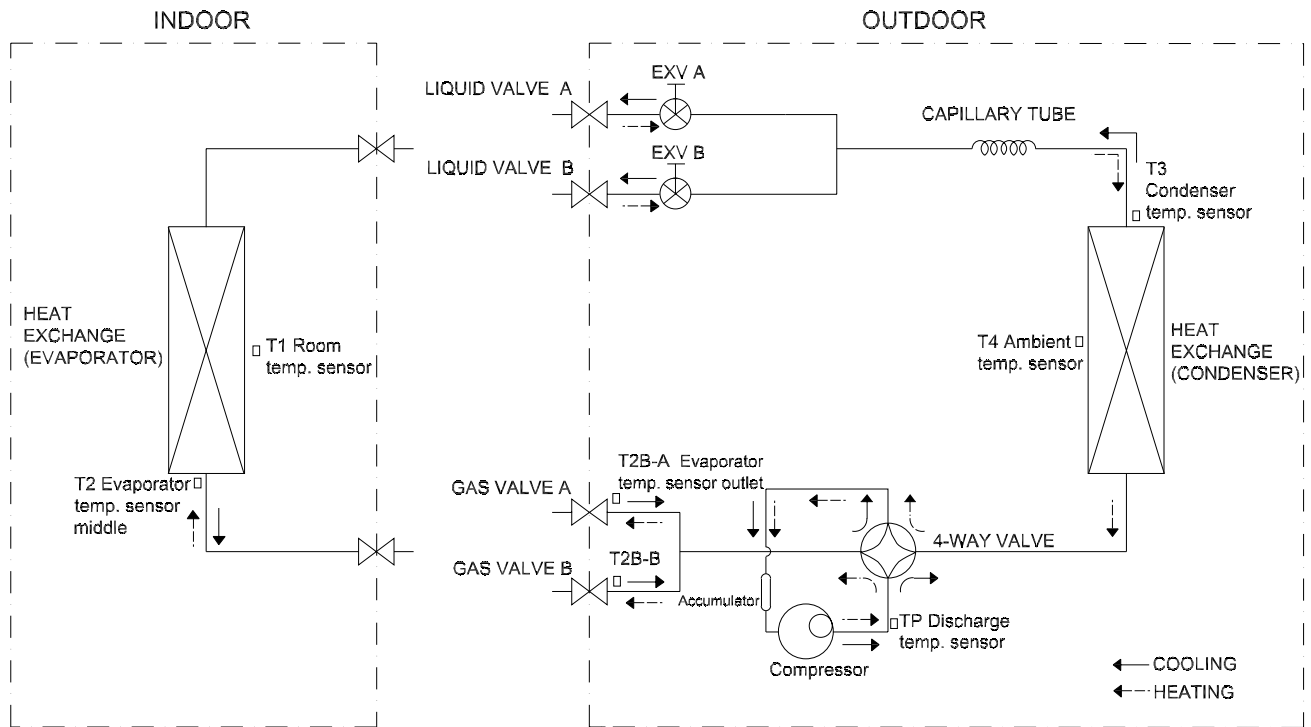 INDOOR
OUTDOOR
LIQUID VALVE A
EXV A
LIQUID VALVE B
EXV B
CAPILLARY TUBE
T3
Condenser
temp. sensor
HEAT
EXCHANGE
(EVAPORATOR)
T1 Room
temp. sensor
T4 Ambient
temp. sensor
HEAT
EXCHANGE
(CONDENSER)
T2 Evaporator
temp. sensor
middle
GAS VALVE A
T2B-A Evaporator
temp. sensor outlet
GAS VALVE B
T2B-B
4-WAY VALVE
Accumulator
Compressor
TP Discharge
temp. sensor
COOLING
HEATING